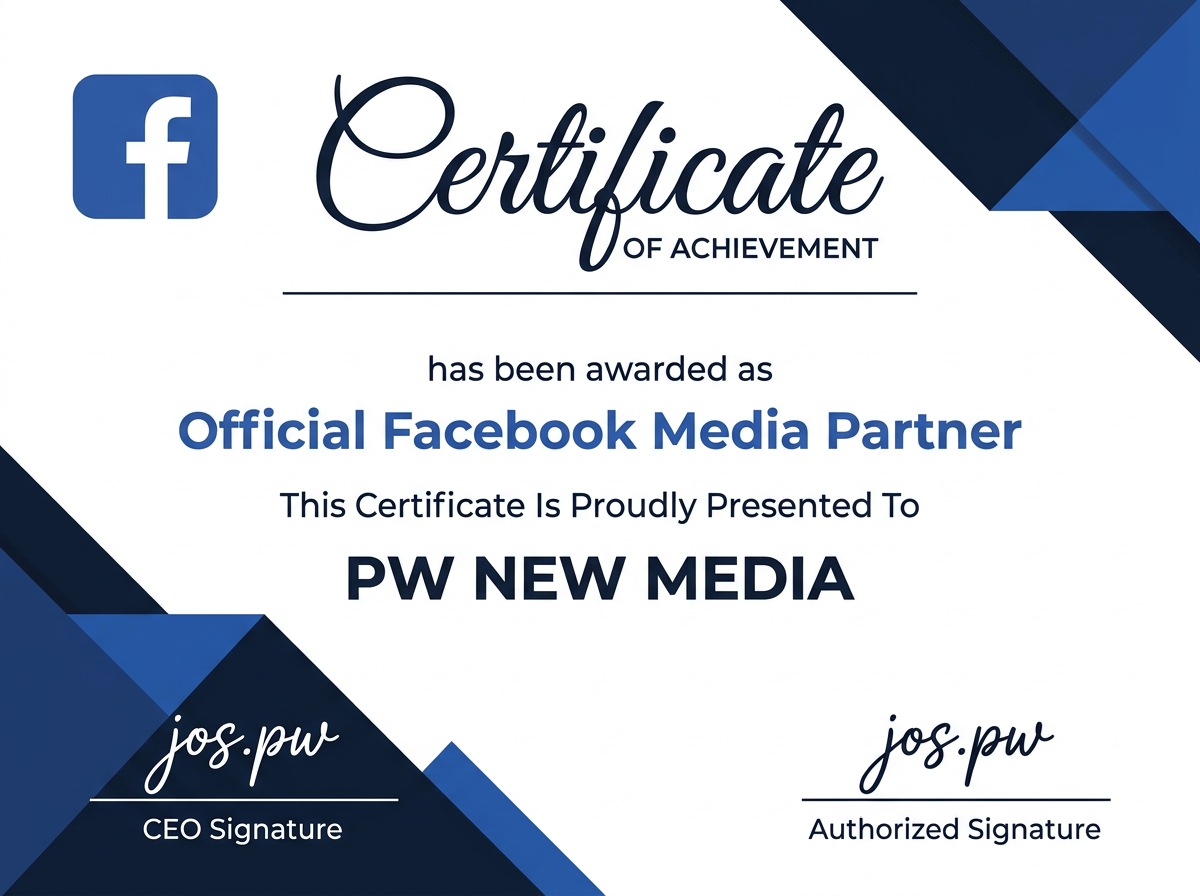 f
Certificate
OF ACHIEVEMENT
has been awarded as
Official Facebook Media Partner
This Certificate Is Proudly Presented To
PW NEW MEDIA
jos.pw
CEO Signature
jos.pw
Authorized Signature